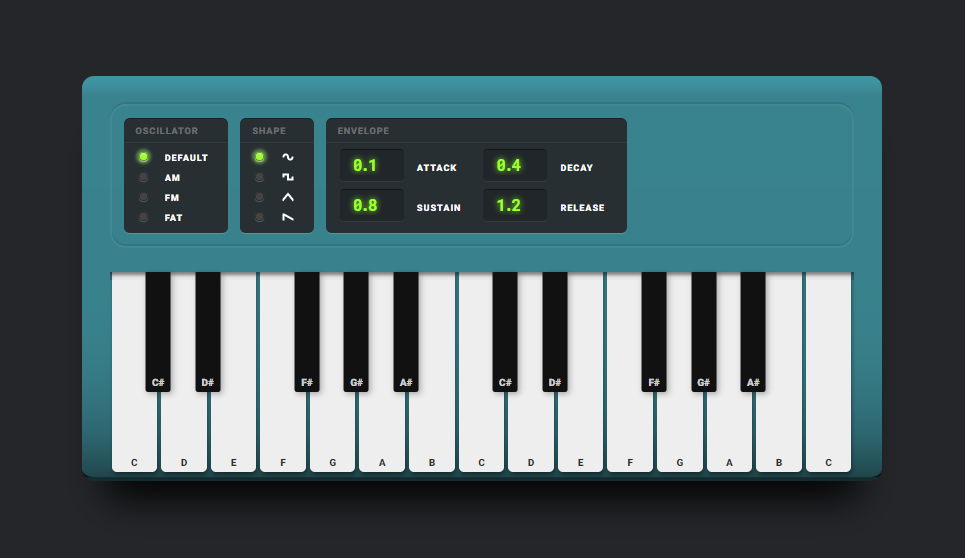 OSCILLATOR
DEFAULT
AM
FM
FAT
SHAPE
ENVELOPE
0.1 ATTACK 0.4 DECAY
0.8 SUSTAIN 1.2 RELEASE
C# D# F# G# A# C# D# F# G# A#
C D E F G A B C D E F G A B C